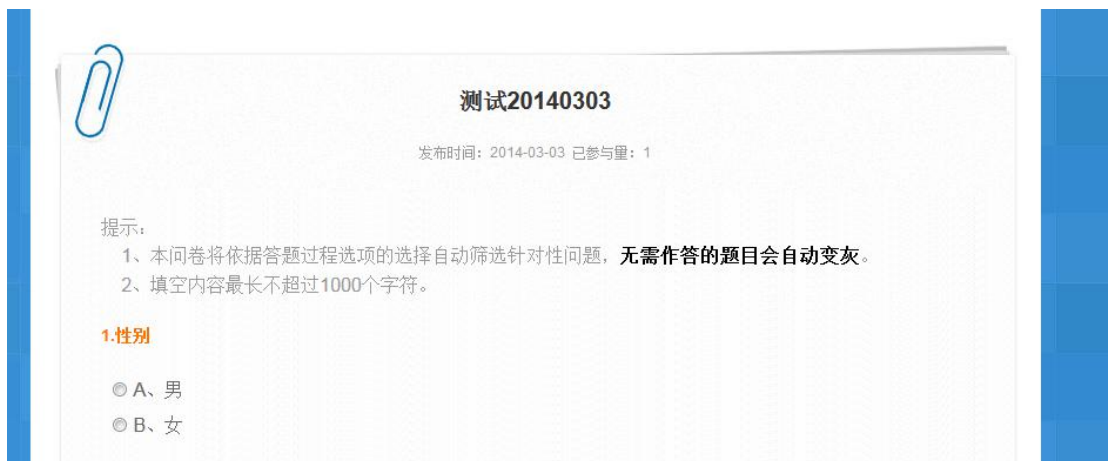 测试20140303
发布时间：2014-03-03 已参与量：1
提示：
1、本问卷将依据答题过程选项的选择自动筛选针对性问题，无需作答的题目会自动变灰。
2、填空内容最长不超过1000个字符。
1.性别
A、男
B、女